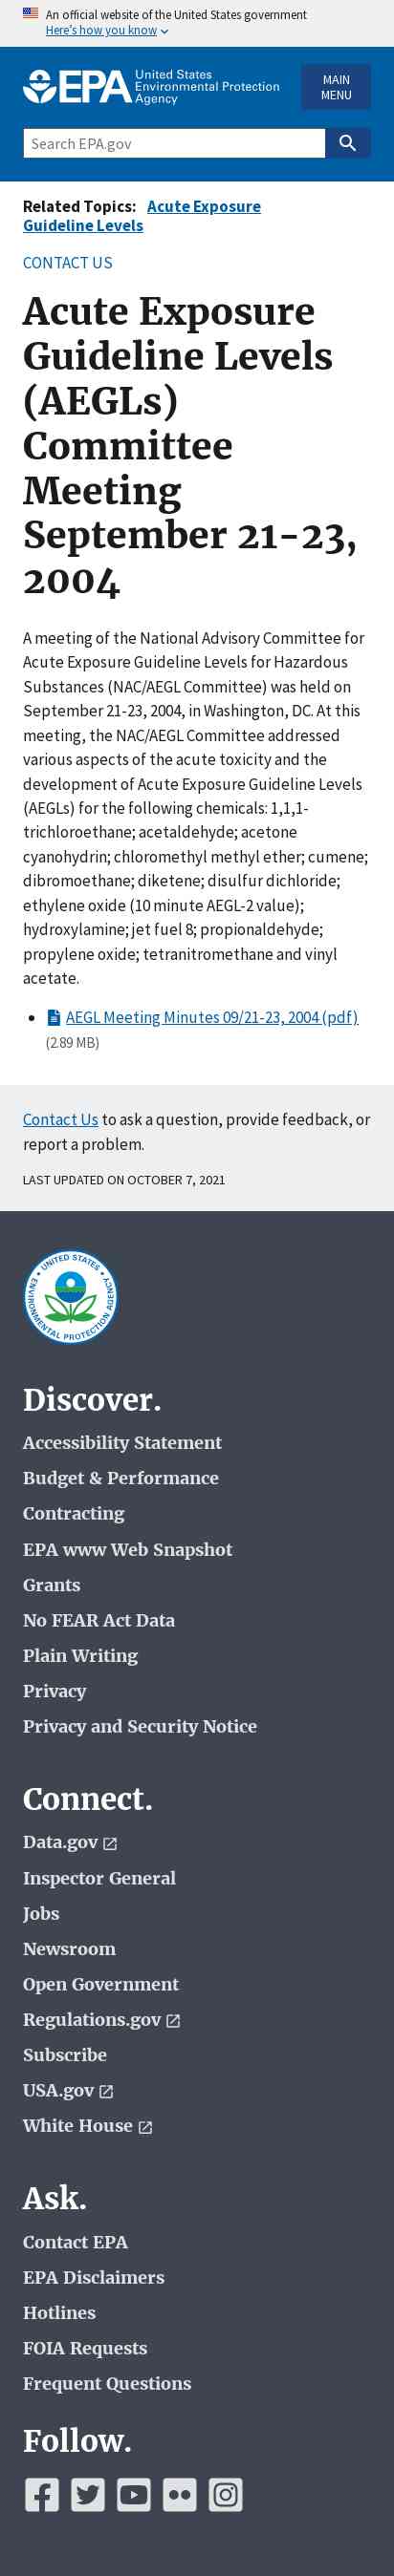 An official website of the United States government
Here's how you know
EPA
United States
Environmental Protection
Agency
MAIN
MENU
Search EPA.gov
Related Topics: Acute Exposure
Guideline Levels
CONTACT US
Acute Exposure
Guideline Levels
(AEGLs)
Committee
Meeting
September 21-23,
2004
A meeting of the National Advisory Committee for
Acute Exposure Guideline Levels for Hazardous
Substances (NAC/AEGL Committee) was held on
September 21-23, 2004, in Washington, DC. At this
meeting, the NAC/AEGL Committee addressed
various aspects of the acute toxicity and the
development of Acute Exposure Guideline Levels
(AEGLs) for the following chemicals: 1,1,1-
trichloroethane; acetaldehyde; acetone
cyanohydrin; chloromethyl methyl ether; cumene;
dibromoethane; diketene; disulfur dichloride;
ethylene oxide (10 minute AEGL-2 value);
hydroxylamine; jet fuel 8; propionaldehyde;
propylene oxide; tetranitromethane and vinyl
acetate.
AEGL Meeting Minutes 09/21-23, 2004 (pdf)
(2.89 MB)
Contact Us to ask a question, provide feedback, or
report a problem.
LAST UPDATED ON OCTOBER 7, 2021
UNITED STATES
ENVIRONMENTAL PROTECTION AGENCY
Discover.
Accessibility Statement
Budget & Performance
Contracting
EPA www Web Snapshot
Grants
No FEAR Act Data
Plain Writing
Privacy
Privacy and Security Notice
Connect.
Data.gov
Inspector General
Jobs
Newsroom
Open Government
Regulations.gov
Subscribe
USA.gov
White House
Ask.
Contact EPA
EPA Disclaimers
Hotlines
FOIA Requests
Frequent Questions
Follow.